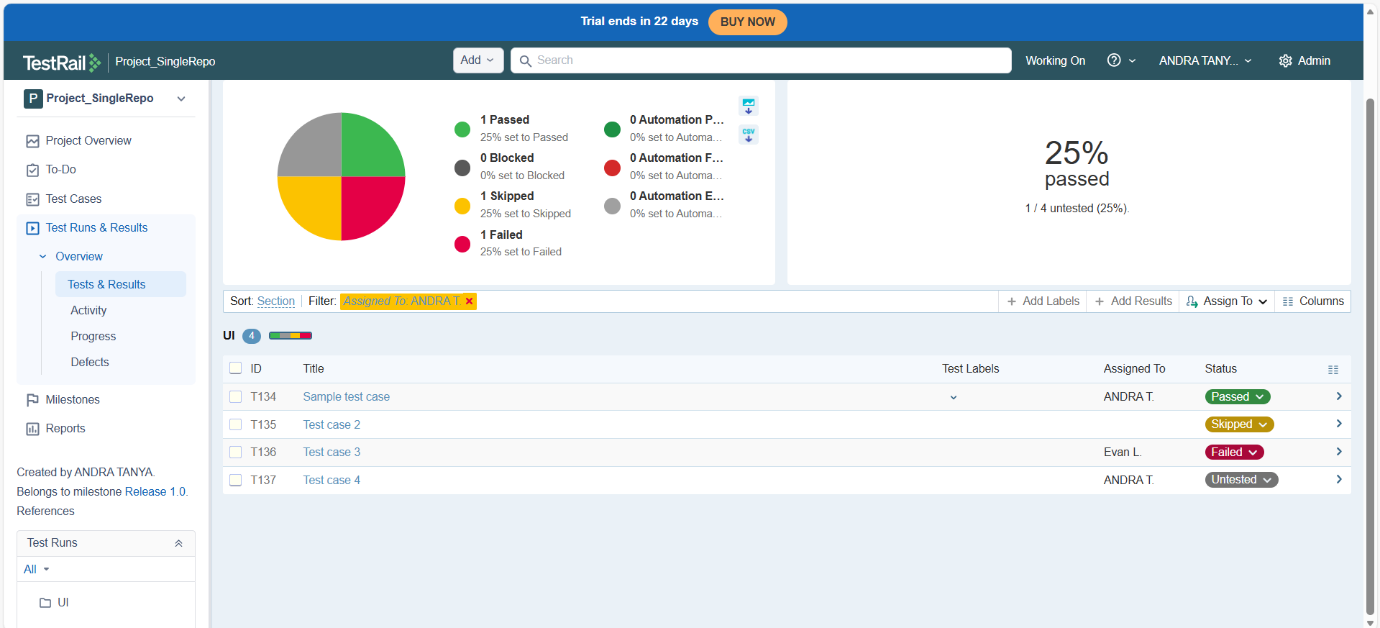 Trial ends in 22 days BUY NOW
TestRail Project_SingleRepo Add Search Working On ? ANDRA TANY... Admin
P Project_SingleRepo
Project Overview
To-Do
Test Cases
Test Runs & Results
Overview
Tests & Results
Activity
Progress
Defects
Milestones
Reports
Created by ANDRA TANYA.
Belongs to milestone Release 1.0.
References
Test Runs
All
UI
1 Passed
25% set to Passed
0 Blocked
0% set to Blocked
1 Skipped
25% set to Skipped
1 Failed
25% set to Failed
0 Automation P...
0% set to Automa...
0 Automation F...
0% set to Automa...
0 Automation E...
0% set to Automa...
CSV
25%
passed
1 / 4 untested (25%).
Sort: Section Filter: Assigned To: ANDRA T. Add Labels Add Results Assign To Columns
UI 4
ID Title Test Labels Assigned To Status
T134 Sample test case ANDRA T. Passed
T135 Test case 2 Skipped
T136 Test case 3 Evan L. Failed
T137 Test case 4 ANDRA T. Untested